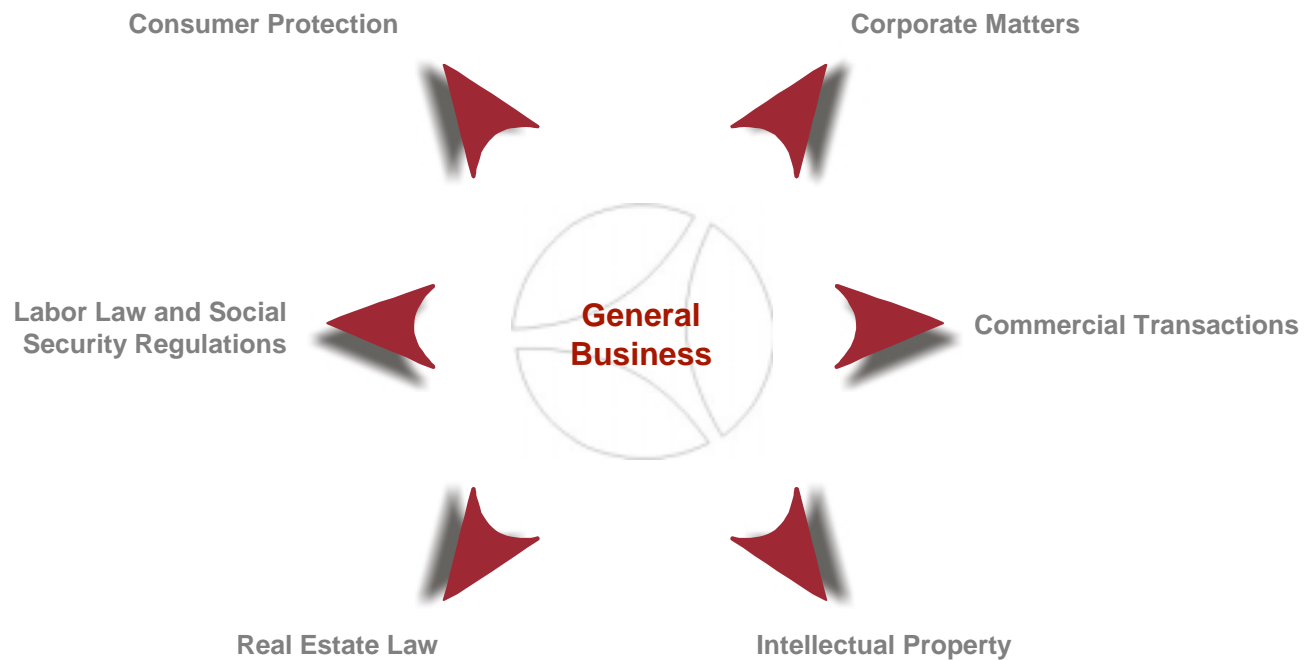 Consumer Protection
Corporate Matters
Labor Law and Social
Security Regulations
General
Business
Commercial Transactions
Real Estate Law
Intellectual Property